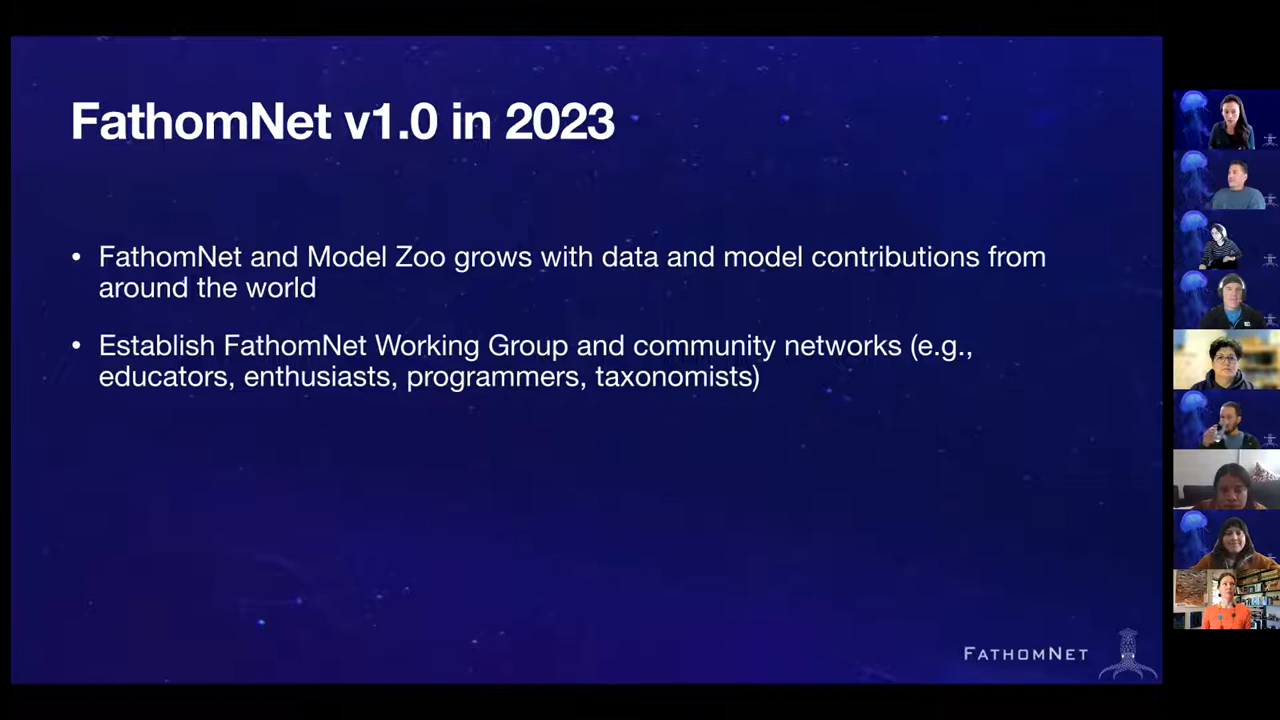 FathomNet v1.0 in 2023
• FathomNet and Model Zoo grows with data and model contributions from
around the world
• Establish FathomNet Working Group and community networks (e.g.,
educators, enthusiasts, programmers, taxonomists)
FATHOMNET